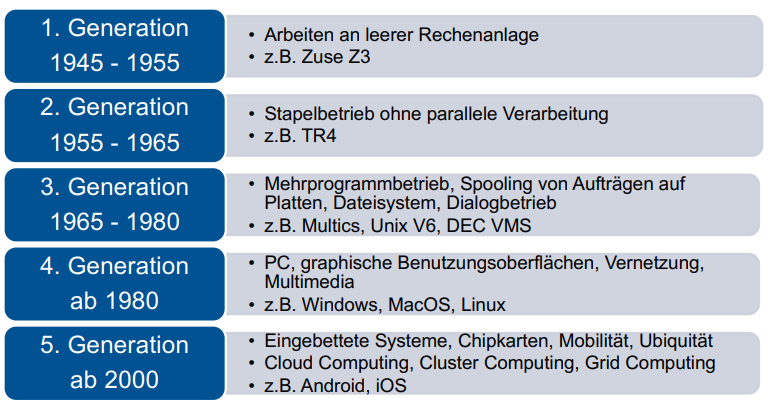 1. Generation
1945 - 1955
• Arbeiten an leerer Rechenanlage
• z.B. Zuse Z3
2. Generation
1955 - 1965
• Stapelbetrieb ohne parallele Verarbeitung
• z.B. TR4
3. Generation
1965 - 1980
• Mehrprogrammbetrieb, Spooling von Aufträgen auf
Platten, Dateisystem, Dialogbetrieb
• z.B. Multics, Unix V6, DEC VMS
4. Generation
ab 1980
• PC, graphische Benutzungsoberflächen, Vernetzung,
Multimedia
• z.B. Windows, MacOS, Linux
5. Generation
ab 2000
• Eingebettete Systeme, Chipkarten, Mobilität, Ubiquität
• Cloud Computing, Cluster Computing, Grid Computing
• z.B. Android, iOS